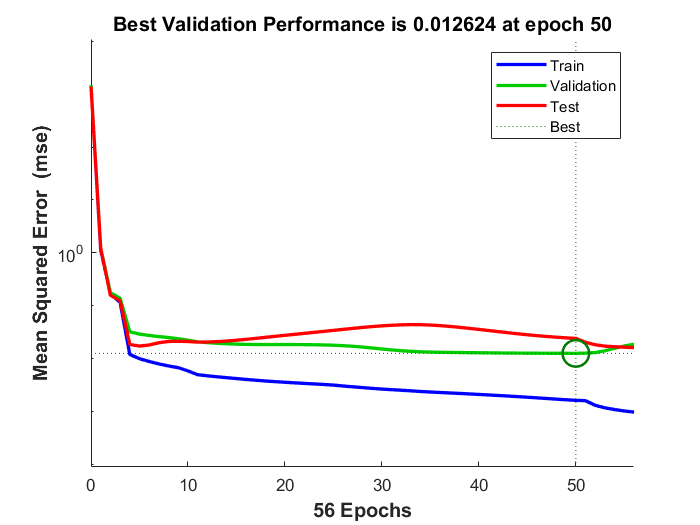 Best Validation Performance is 0.012624 at epoch 50
Train
Validation
Test
Best
Mean Squared Error (mse)
10^0
0 10 20 30 40 50
56 Epochs